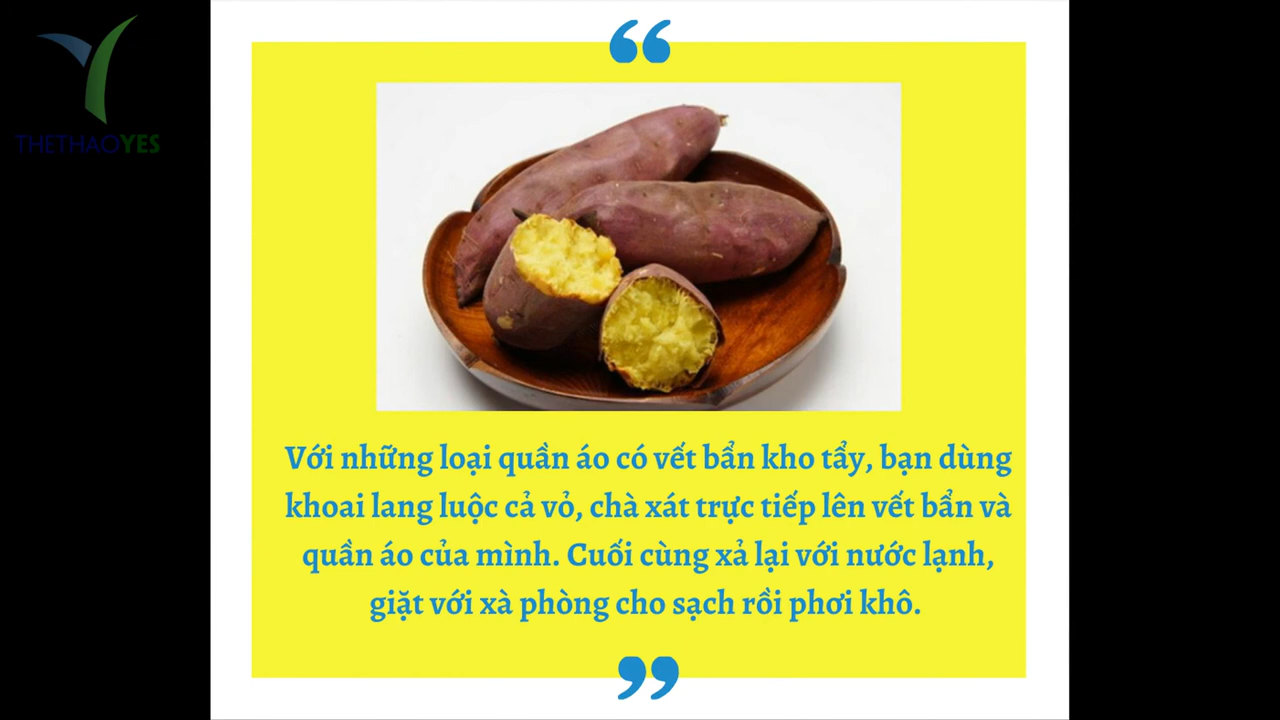 THETHAOYES
“
Với những loại quần áo có vết bẩn kho tẩy, bạn dùng
khoai lang luộc cả vỏ, chà xát trực tiếp lên vết bẩn và
quần áo của mình. Cuối cùng xả lại với nước lạnh,
giặt với xà phòng cho sạch rồi phơi khô.
”